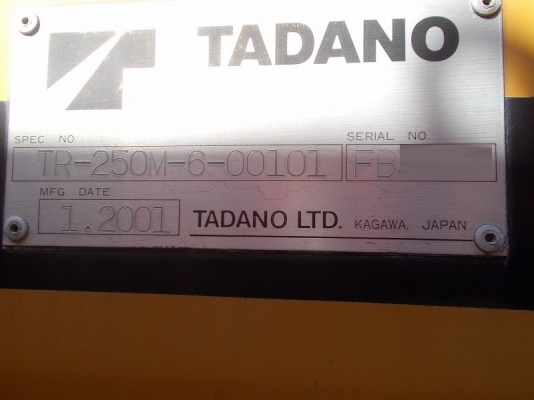 TADANO
SPEC. NO. SERIAL NO.
TR-250M-6-00101 FB
MFG. DATE
1.2001 TADANO LTD. KAGAWA, JAPAN